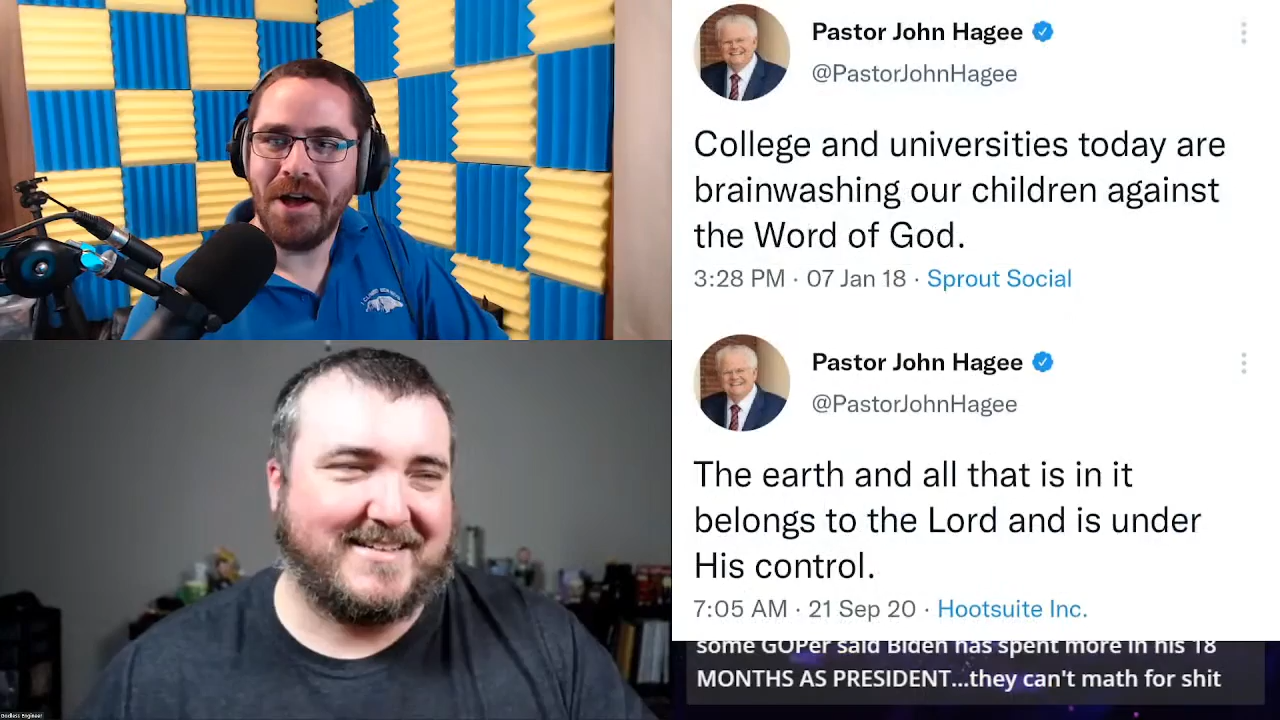 Pastor John Hagee
@PastorJohnHagee
College and universities today are
brainwashing our children against
the Word of God.
3:28 PM · 07 Jan 18 · Sprout Social
Pastor John Hagee
@PastorJohnHagee
The earth and all that is in it
belongs to the Lord and is under
His control.
7:05 AM · 21 Sep 20 · Hootsuite Inc.
some GOPer said Biden has spent more in his 18
MONTHS AS PRESIDENT...they can't math for shit
Godless Engineer